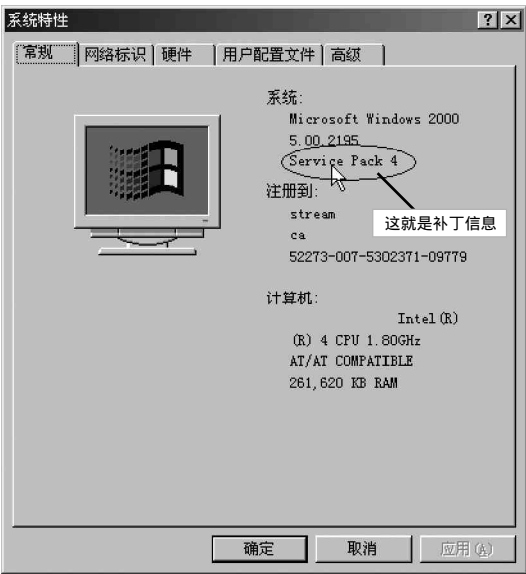 系统特性
常规 网络标识 硬件 用户配置文件 高级
系统:
Microsoft Windows 2000
5.00.2195
Service Pack 4
注册到:
stream
这就是补丁信息
ca
52273-007-5302371-09779
计算机:
Intel(R)
(R) 4 CPU 1.80GHz
AT/AT COMPATIBLE
261,620 KB RAM
确定 取消 应用(A)